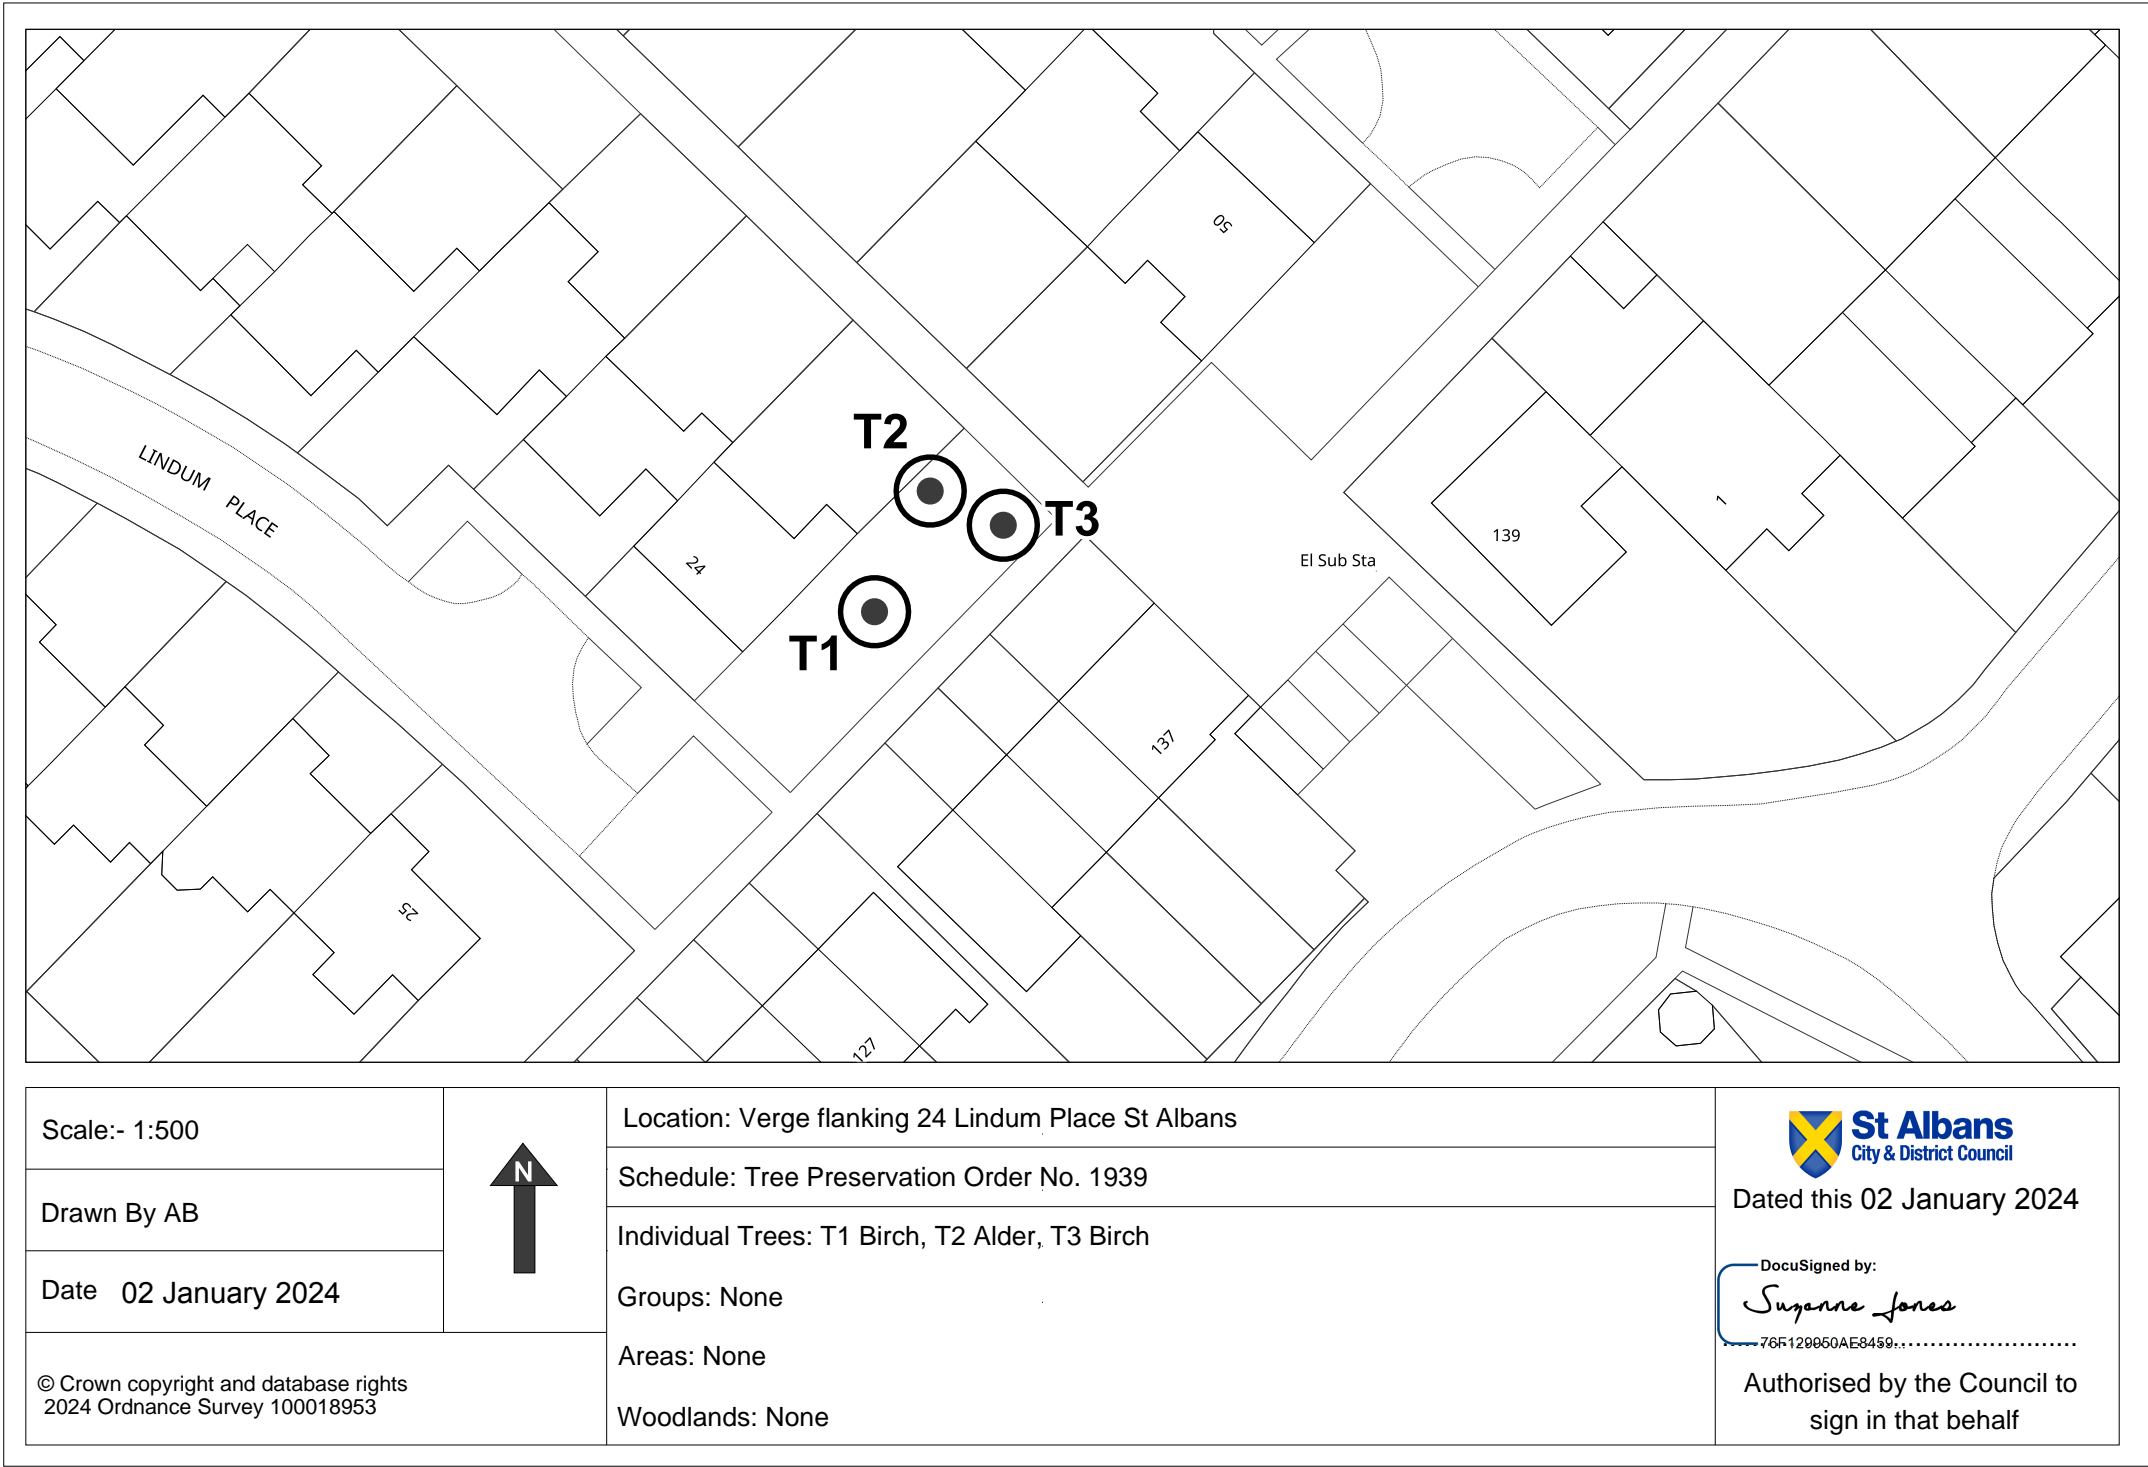 50
T2
LINDUM PLACE
T3
1
139
24
El Sub Sta
T1
137
25
127
Scale:- 1:500
Drawn By AB
Date 02 January 2024
© Crown copyright and database rights
2024 Ordnance Survey 100018953
N
Location: Verge flanking 24 Lindum Place St Albans
Schedule: Tree Preservation Order No. 1939
Individual Trees: T1 Birch, T2 Alder, T3 Birch
Groups: None
Areas: None
Woodlands: None
St Albans
City & District Council
Dated this 02 January 2024
DocuSigned by:
Suzanne Jones
76F129950AE8459...
Authorised by the Council to
sign in that behalf